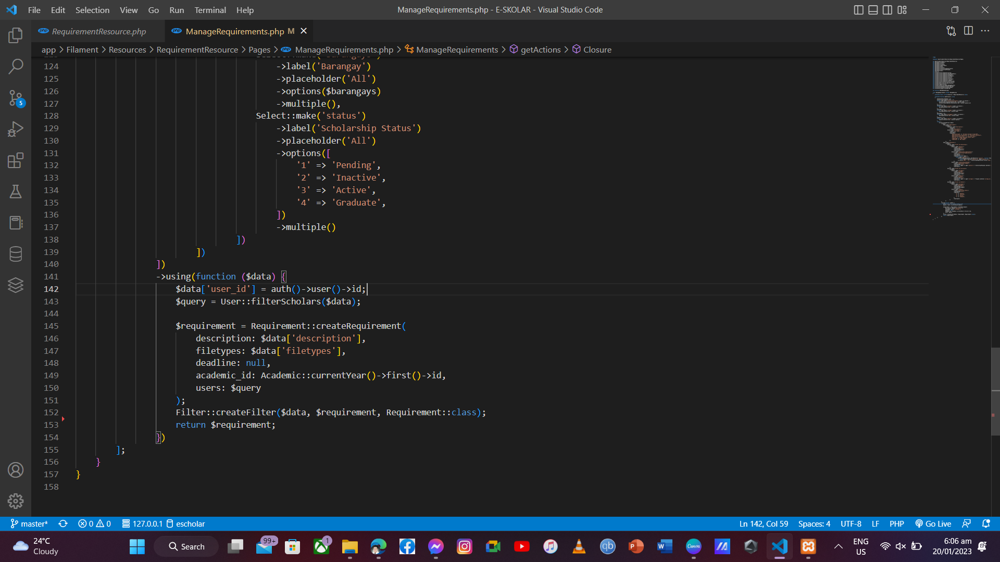 File Edit Selection View Go Run Terminal Help
ManageRequirements.php - E-SKOLAR - Visual Studio Code
RequirementResource.php
ManageRequirements.php M
app > Filament > Resources > RequirementResource > Pages > ManageRequirements.php > ManageRequirements > getActions > Closure
124 ->label('Barangay')
125 ->placeholder('All')
126 ->options($barangays)
127 ->multiple(),
128 Select::make('status')
129 ->label('Scholarship Status')
130 ->placeholder('All')
131 ->options([
132 '1' => 'Pending',
133 '2' => 'Inactive',
134 '3' => 'Active',
135 '4' => 'Graduate',
136 ])
137 ->multiple()
138 ])
139 ])
140 ])
141 ->using(function ($data) {
142 $data['user_id'] = auth()->user()->id;
143 $query = User::filterScholars($data);
144
145 $requirement = Requirement::createRequirement(
146 description: $data['description'],
147 filetypes: $data['filetypes'],
148 deadline: null,
149 academic_id: Academic::currentYear()->first()->id,
150 users: $query
151 );
152 Filter::createFilter($data, $requirement, Requirement::class);
153 return $requirement;
154 })
155 ];
156 }
157 }
158
5
master* 0 0 127.0.0.1 escholar
Ln 142, Col 59 Spaces: 4 UTF-8 LF PHP Go Live
24°C
Cloudy
Search
99+
1
Canva
ENG
US
6:06 am
20/01/2023